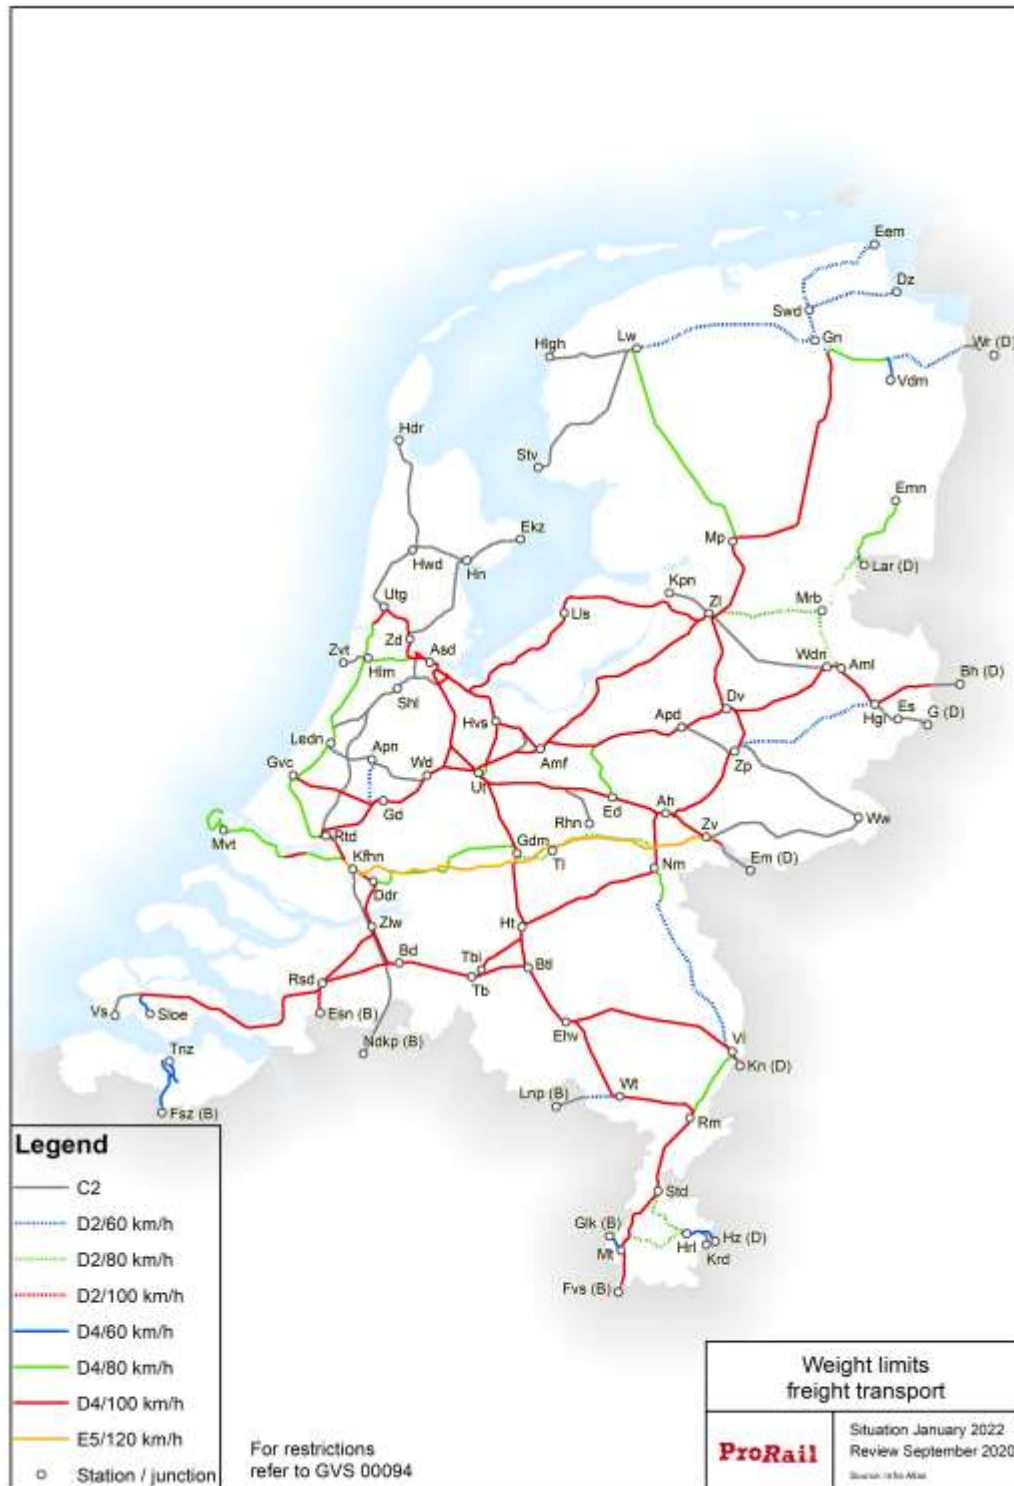 Eem
Dz
Swd
Gn
Wr (D)
Lw
Hlgh
Vdm
Hdr
Stv
Emn
Ekz
Mp
Hwd
Hn
Lar (D)
Kpn
Utg
Lls
Zl
Mrb
Zd
Zvt
Asd
Hlm
Wdn
Aml
Bh (D)
Shl
Dv
Es
Hvs
Apd
Hgl
G (D)
Ledn
Apn
Amf
Zp
Gvc
Wd
Ut
Gd
Ed
Ah
Ww
Rhn
Mvt
Rtd
Zv
Gdm
Kfhn
Tl
Em (D)
Nm
Ddr
Zlw
Ht
Bd
Tbi
Btl
Rsd
Tb
Vs
Sloe
Esn (B)
Ehv
Tnz
Ndkp (B)
Vl
Kn (D)
Lnp (B)
Wt
Fsz (B)
Rm
Legend
C2
Std
D2/60 km/h
Glk (B)
Hz (D)
D2/80 km/h
Mt
Hrl
Krd
D2/100 km/h
Fvs (B)
D4/60 km/h
D4/80 km/h
D4/100 km/h
E5/120 km/h
Station / junction
For restrictions
refer to GVS 00094
Weight limits
freight transport
ProRail
Situation January 2022
Review September 2020
Source: Infra Atlas